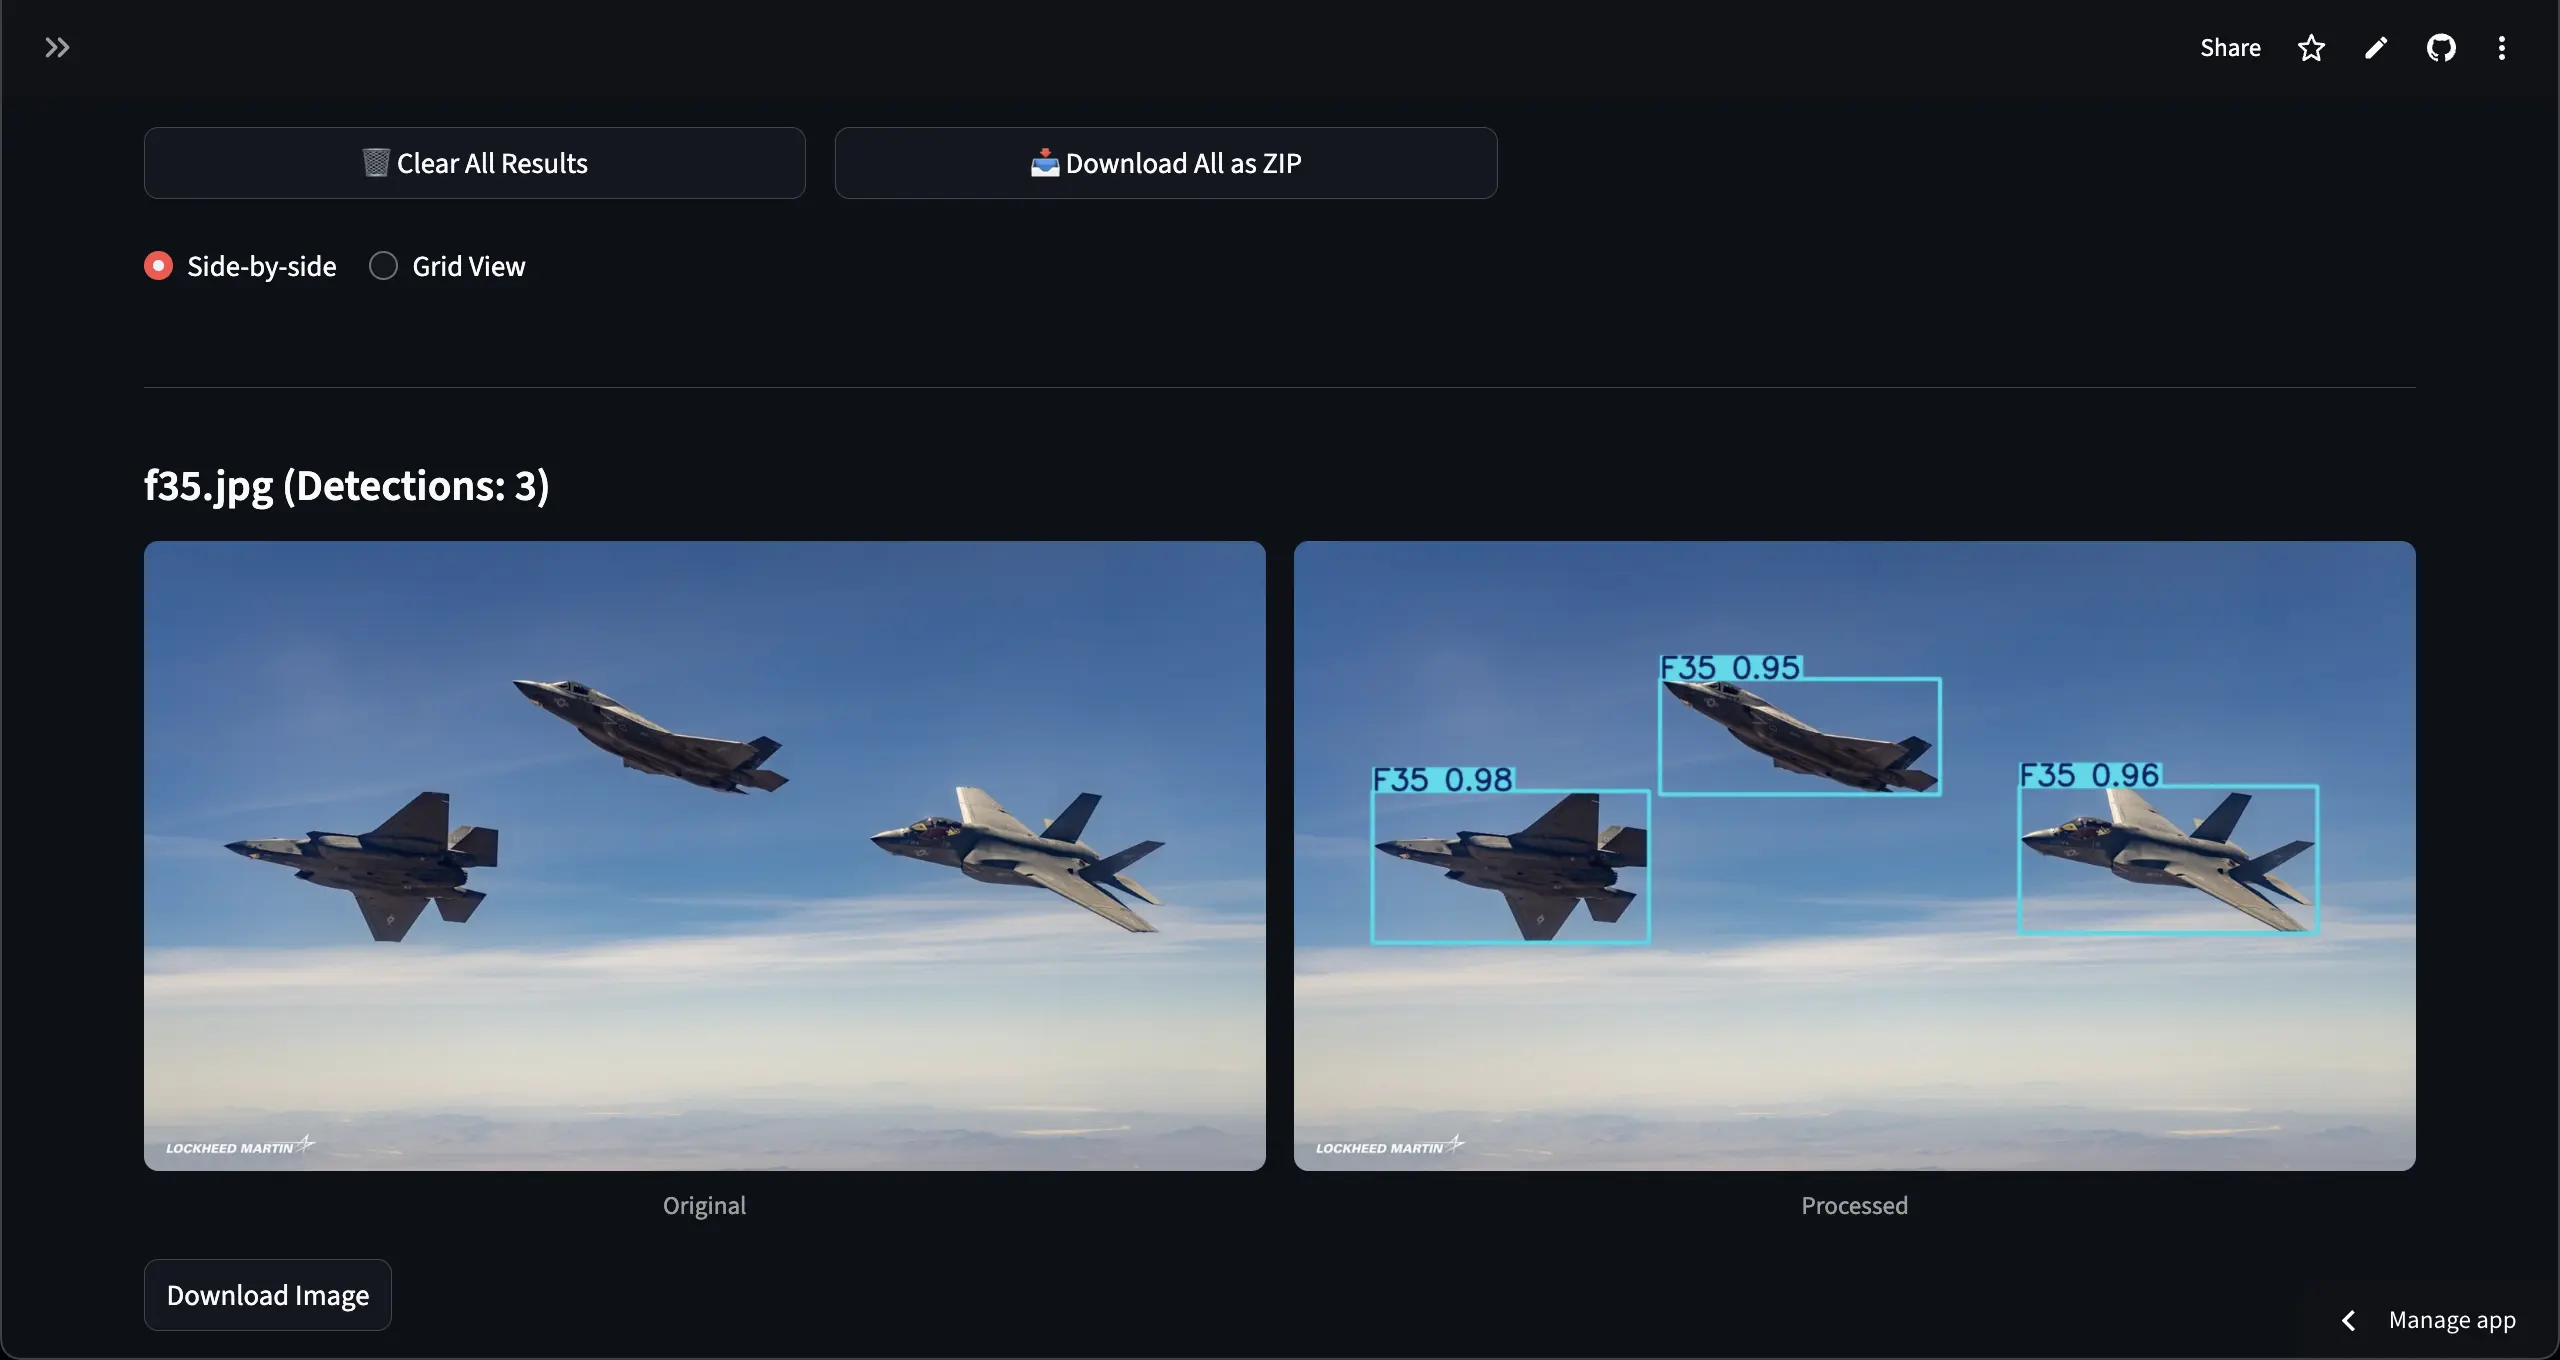 Share
🗑️ Clear All Results
📥 Download All as ZIP
Side-by-side
Grid View
f35.jpg (Detections: 3)
LOCKHEED MARTIN
F35 0.95
F35 0.98
F35 0.96
LOCKHEED MARTIN
Original
Processed
Download Image
Manage app